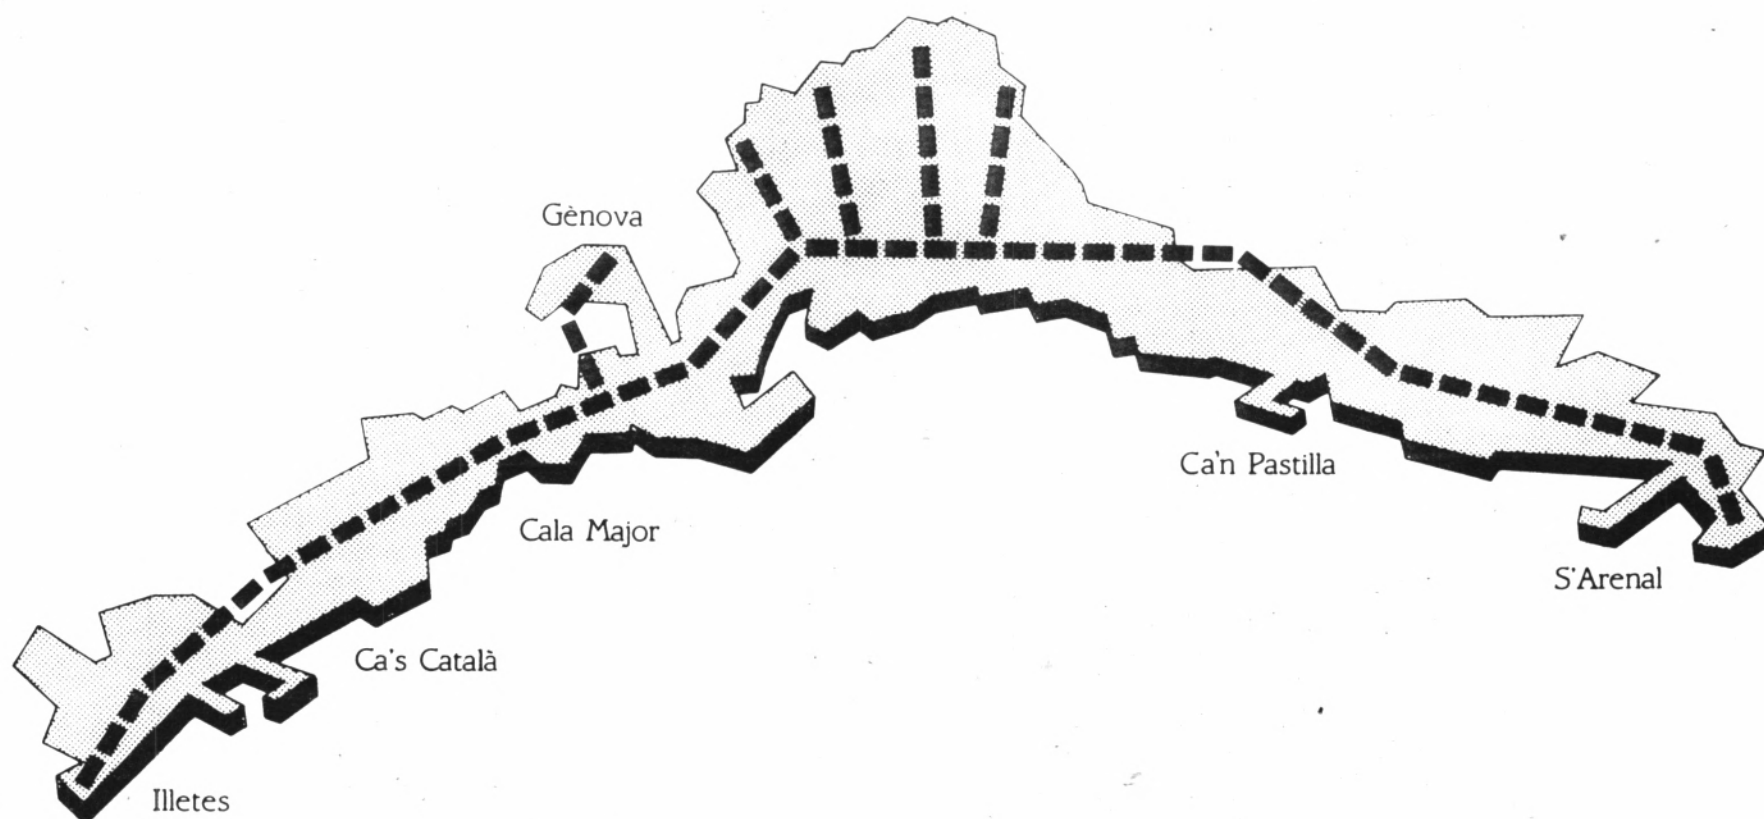 Gènova
Ca'n Pastilla
Cala Major
S'Arenal
Ca's Català
Illetes